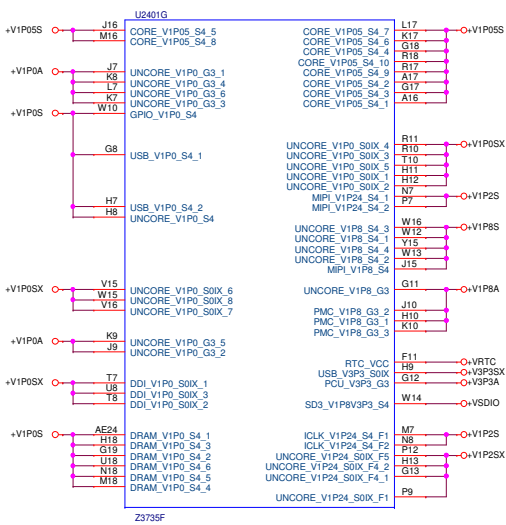 U2401G
+V1P05S J16 CORE_V1P05_S4_5
M16 CORE_V1P05_S4_8
+V1P0A J7 UNCORE_V1P0_G3_1
K8 UNCORE_V1P0_G3_4
L7 UNCORE_V1P0_G3_6
K7 UNCORE_V1P0_G3_3
+V1P0S W10 GPIO_V1P0_S4
G8 USB_V1P0_S4_1
H7 USB_V1P0_S4_2
H8 UNCORE_V1P0_S4
+V1P0SX V15 UNCORE_V1P0_S0IX_6
W15 UNCORE_V1P0_S0IX_8
V16 UNCORE_V1P0_S0IX_7
+V1P0A K9 UNCORE_V1P0_G3_5
J9 UNCORE_V1P0_G3_2
+V1P0SX T7 DDI_V1P0_S0IX_1
U8 DDI_V1P0_S0IX_3
T8 DDI_V1P0_S0IX_2
+V1P0S AE24 DRAM_V1P0_S4_1
H18 DRAM_V1P0_S4_3
G19 DRAM_V1P0_S4_2
U18 DRAM_V1P0_S4_6
N18 DRAM_V1P0_S4_5
M18 DRAM_V1P0_S4_4
CORE_V1P05_S4_7 L17 +V1P05S
CORE_V1P05_S4_6 K17
CORE_V1P05_S4_4 G18
CORE_V1P05_S4_10 R18
CORE_V1P05_S4_9 R17
CORE_V1P05_S4_2 A17
CORE_V1P05_S4_3 G17
CORE_V1P05_S4_1 A16
UNCORE_V1P0_S0IX_4 R11 +V1P0SX
UNCORE_V1P0_S0IX_3 R10
UNCORE_V1P0_S0IX_5 T10
UNCORE_V1P0_S0IX_1 H11
UNCORE_V1P0_S0IX_2 H12
MIPI_V1P24_S4_1 N7 +V1P2S
MIPI_V1P24_S4_2 P7
UNCORE_V1P8_S4_3 W16 +V1P8S
UNCORE_V1P8_S4_1 W12
UNCORE_V1P8_S4_4 Y15
UNCORE_V1P8_S4_2 W13
MIPI_V1P8_S4 J15
UNCORE_V1P8_G3 G11 +V1P8A
PMC_V1P8_G3_2 J10
PMC_V1P8_G3_1 H10
PMC_V1P8_G3_3 K10
RTC_VCC F11 +VRTC
USB_V3P3_S0IX H9 +V3P3SX
PCU_V3P3_G3 G12 +V3P3A
SD3_V1P8V3P3_S4 W14 +VSDIO
ICLK_V1P24_S4_F1 M7 +V1P2S
ICLK_V1P24_S4_F2 N8
UNCORE_V1P24_S0IX_F5 P12 +V1P2SX
UNCORE_V1P24_S0IX_F4_2 H13
UNCORE_V1P24_S0IX_F4_1 G13
UNCORE_V1P24_S0IX_F1 P9
Z3735F